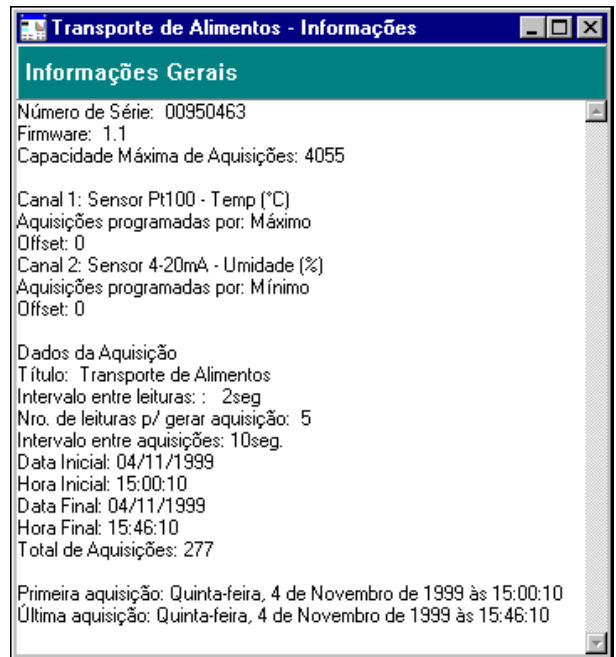 Transporte de Alimentos - Informações
Informações Gerais
Número de Série:  00950463
Firmware:  1.1
Capacidade Máxima de Aquisições: 4055
Canal 1: Sensor Pt100 - Temp (°C)
Aquisições programadas por: Máximo
Offset: 0
Canal 2: Sensor 4-20mA - Umidade (%)
Aquisições programadas por: Mínimo
Offset: 0
Dados da Aquisição
Título:  Transporte de Alimentos
Intervalo entre leituras: :   2seg
Nro. de leituras p/ gerar aquisição:  5
Intervalo entre aquisições: 10seg.
Data Inicial: 04/11/1999
Hora Inicial: 15:00:10
Data Final: 04/11/1999
Hora Final: 15:46:10
Total de Aquisições: 277
Primeira aquisição: Quinta-feira, 4 de Novembro de 1999 às 15:00:10
Última aquisição: Quinta-feira, 4 de Novembro de 1999 às 15:46:10